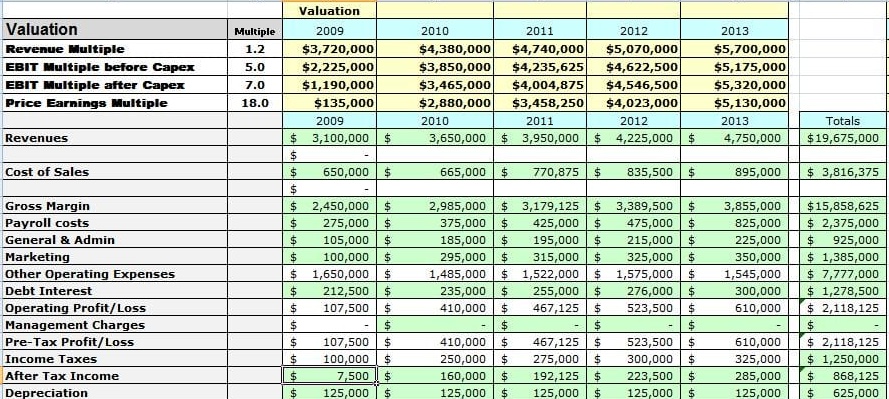 Valuation
Valuation Multiple 2009 2010 2011 2012 2013
Revenue Multiple 1.2 $3,720,000 $4,380,000 $4,740,000 $5,070,000 $5,700,000
EBIT Multiple before Capex 5.0 $2,225,000 $3,850,000 $4,235,625 $4,622,500 $5,175,000
EBIT Multiple after Capex 7.0 $1,190,000 $3,465,000 $4,004,875 $4,546,500 $5,320,000
Price Earnings Multiple 18.0 $135,000 $2,880,000 $3,458,250 $4,023,000 $5,130,000
2009 2010 2011 2012 2013 Totals
Revenues $ 3,100,000 $ 3,650,000 $ 3,950,000 $ 4,225,000 $ 4,750,000 $19,675,000
$ -
Cost of Sales $ 650,000 $ 665,000 $ 770,875 $ 835,500 $ 895,000 $ 3,816,375
$ -
Gross Margin $ 2,450,000 $ 2,985,000 $ 3,179,125 $ 3,389,500 $ 3,855,000 $15,858,625
Payroll costs $ 275,000 $ 375,000 $ 425,000 $ 475,000 $ 825,000 $ 2,375,000
General & Admin $ 105,000 $ 185,000 $ 195,000 $ 215,000 $ 225,000 $ 925,000
Marketing $ 100,000 $ 295,000 $ 315,000 $ 325,000 $ 350,000 $ 1,385,000
Other Operating Expenses $ 1,650,000 $ 1,485,000 $ 1,522,000 $ 1,575,000 $ 1,545,000 $ 7,777,000
Debt Interest $ 212,500 $ 235,000 $ 255,000 $ 276,000 $ 300,000 $ 1,278,500
Operating Profit/Loss $ 107,500 $ 410,000 $ 467,125 $ 523,500 $ 610,000 $ 2,118,125
Management Charges $ - $ - $ - $ - $ - $ -
Pre-Tax Profit/Loss $ 107,500 $ 410,000 $ 467,125 $ 523,500 $ 610,000 $ 2,118,125
Income Taxes $ 100,000 $ 250,000 $ 275,000 $ 300,000 $ 325,000 $ 1,250,000
After Tax Income $ 7,500 $ 160,000 $ 192,125 $ 223,500 $ 285,000 $ 868,125
Depreciation $ 125,000 $ 125,000 $ 125,000 $ 125,000 $ 125,000 $ 625,000